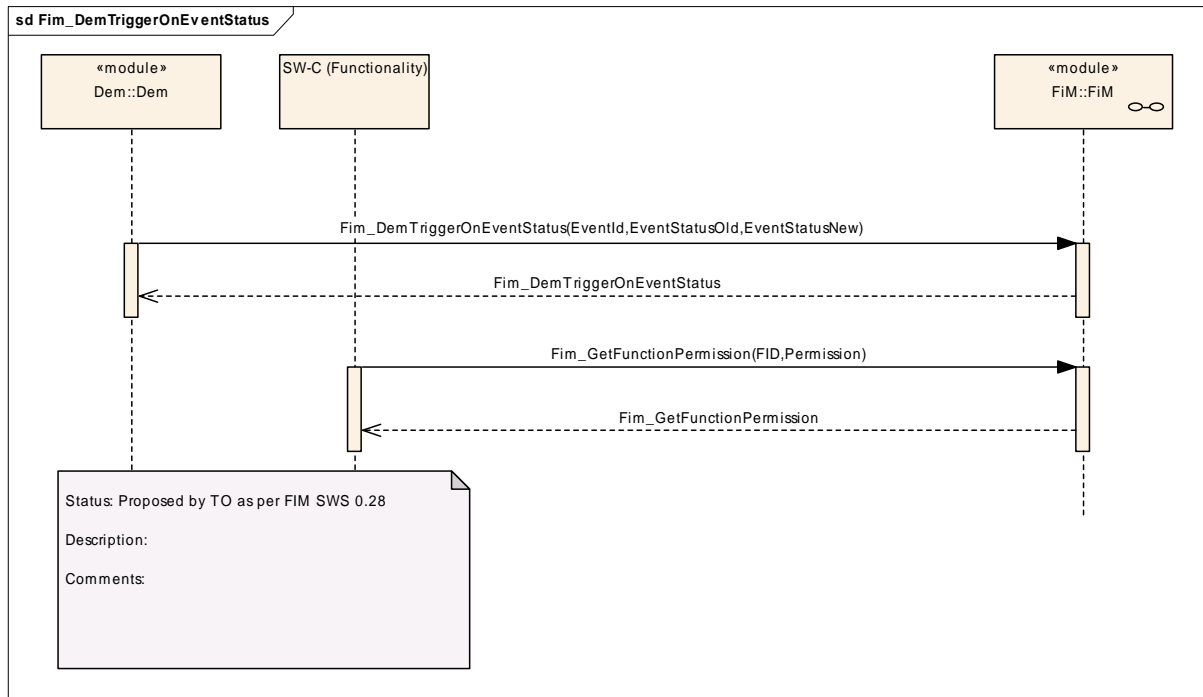 sd Fim_DemTriggerOnEventStatus
«module»
Dem::Dem
SW-C (Functionality)
«module»
FiM::FiM
Fim_DemTriggerOnEventStatus(EventId,EventStatusOld,EventStatusNew)
Fim_DemTriggerOnEventStatus
Fim_GetFunctionPermission(FID,Permission)
Fim_GetFunctionPermission
Status: Proposed by TO as per FIM SWS 0.28
Description:
Comments: